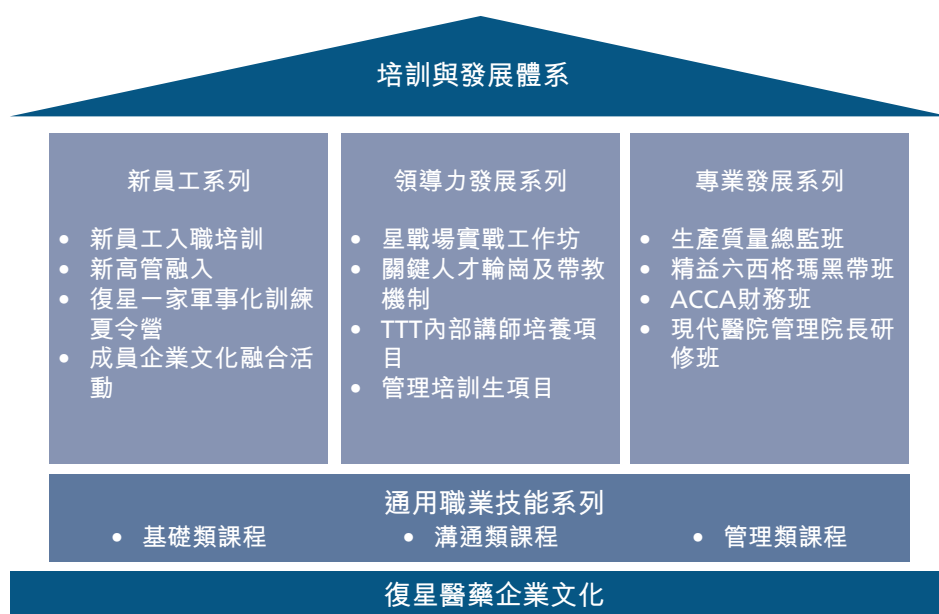 培訓與發展體系
新員工系列
• 新員工入職培訓
• 新高管融入
• 復星一家軍事化訓練
夏令營
• 成員企業文化融合活
動
領導力發展系列
• 星戰場實戰工作坊
• 關鍵人才輪崗及帶教
機制
• TTT內部講師培養項
目
• 管理培訓生項目
專業發展系列
• 生產質量總監班
• 精益六西格瑪黑帶班
• ACCA財務班
• 現代醫院管理院長研
修班
通用職業技能系列
• 基礎類課程 • 溝通類課程 • 管理類課程
復星醫藥企業文化